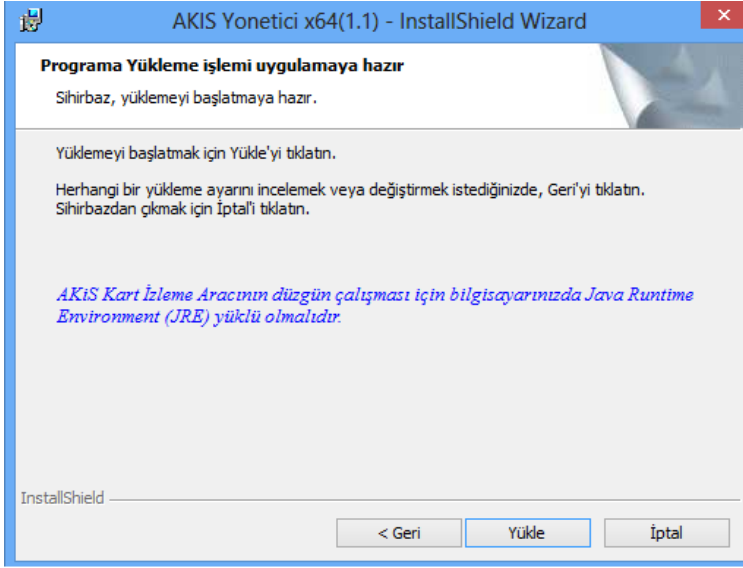 AKIS Yonetici x64(1.1) - InstallShield Wizard
Programa Yükleme işlemi uygulamaya hazır
Sihirbaz, yüklemeyi başlatmaya hazır.
Yüklemeyi başlatmak için Yükle'yi tıklatın.
Herhangi bir yükleme ayarını incelemek veya değiştirmek istediğinizde, Geri'yi tıklatın.
Sihirbazdan çıkmak için İptal'i tıklatın.
AKiS Kart İzleme Aracının düzgün çalışması için bilgisayarınızda Java Runtime
Environment (JRE) yüklü olmalıdır.
InstallShield
< Geri
Yükle
İptal